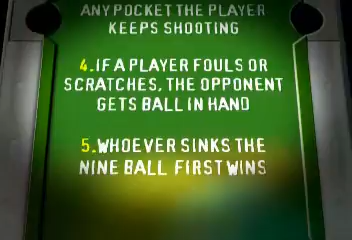 ANY POCKET THE PLAYER
KEEPS SHOOTING
4.IF A PLAYER FOULS OR
SCRATCHES, THE OPPONENT
GETS BALL IN HAND
5.WHOEVER SINKS THE
NINE BALL FIRST WINS